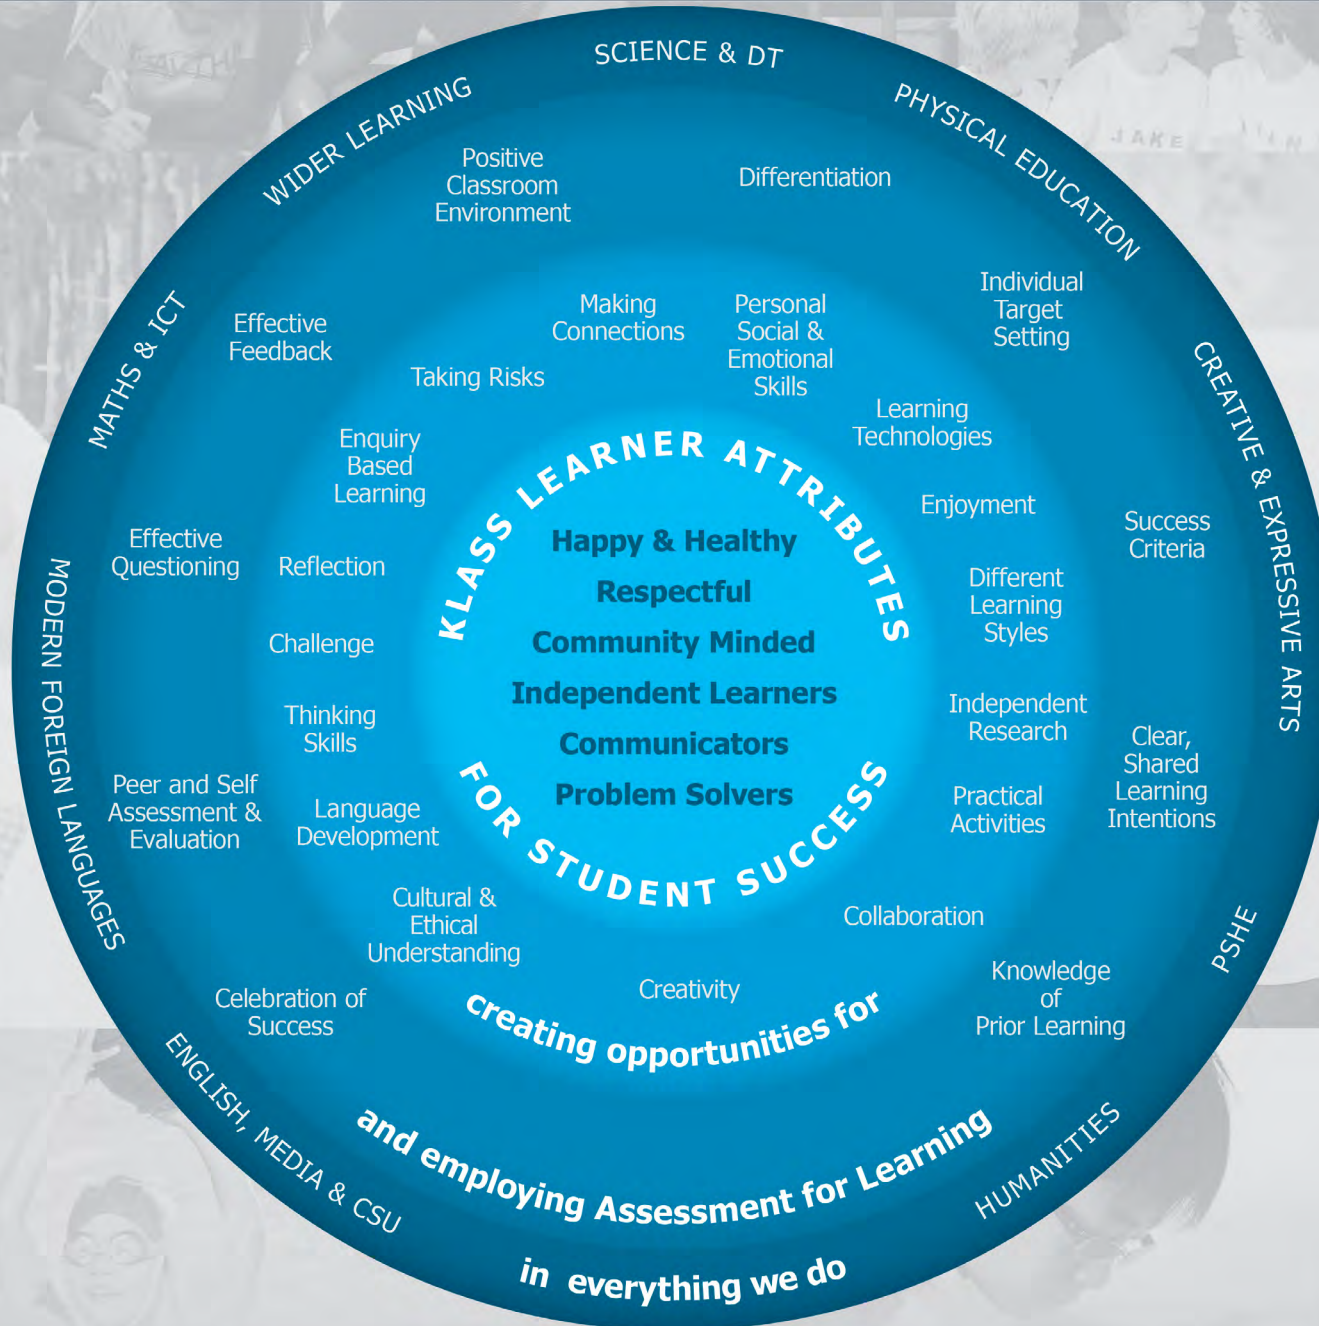 SCIENCE & DT
PHYSICAL EDUCATION
CREATIVE & EXPRESSIVE ARTS
PSHE
HUMANITIES
in everything we do
ENGLISH, MEDIA & CSU
MODERN FOREIGN LANGUAGES
MATHS & ICT
WIDER LEARNING
Positive
Classroom
Environment
Differentiation
Individual
Target
Setting
Success
Criteria
Clear,
Shared
Learning
Intentions
Knowledge
of
Prior Learning
and employing Assessment for Learning
Celebration of
Success
Peer and Self
Assessment &
Evaluation
Effective
Questioning
Effective
Feedback
Making
Connections
Personal
Social &
Emotional
Skills
Learning
Technologies
Enjoyment
Different
Learning
Styles
Independent
Research
Practical
Activities
Collaboration
Creativity
creating opportunities for
Cultural &
Ethical
Understanding
Language
Development
Thinking
Skills
Challenge
Reflection
Enquiry
Based
Learning
Taking Risks
KLASS LEARNER ATTRIBUTES
Happy & Healthy
Respectful
Community Minded
Independent Learners
Communicators
Problem Solvers
FOR STUDENT SUCCESS
JAKE